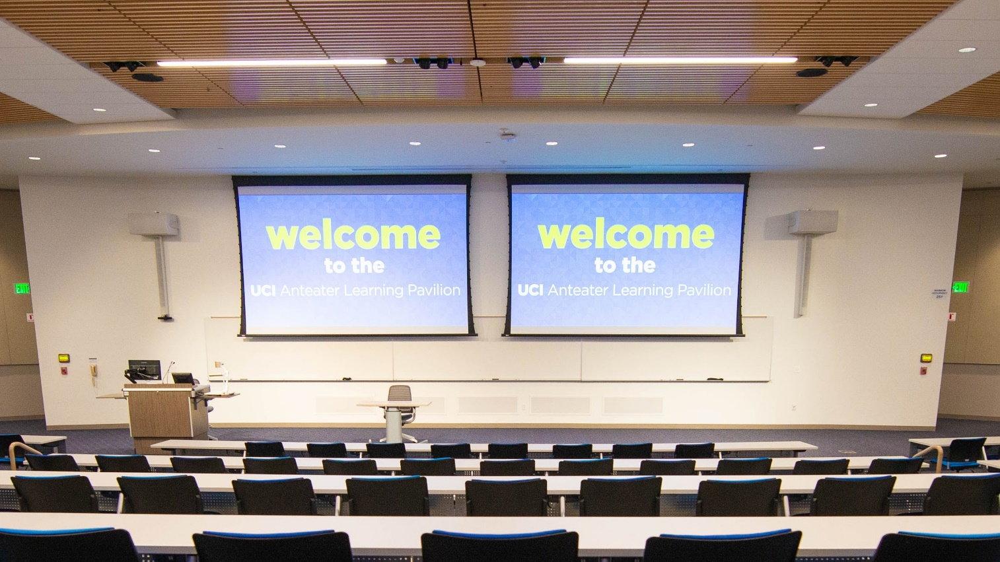 welcome
to the
UCI Anteater Learning Pavilion
welcome
to the
UCI Anteater Learning Pavilion
EXIT
EXIT